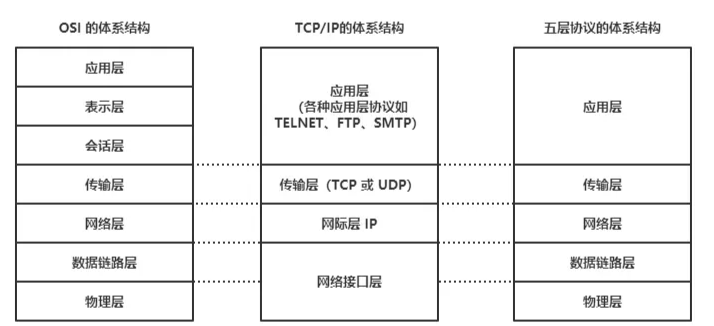 OSI 的体系结构
应用层
表示层
会话层
传输层
网络层
数据链路层
物理层
TCP/IP的体系结构
应用层
(各种应用层协议如
TELNET、FTP、SMTP)
传输层（TCP 或 UDP）
网际层 IP
网络接口层
五层协议的体系结构
应用层
传输层
网络层
数据链路层
物理层